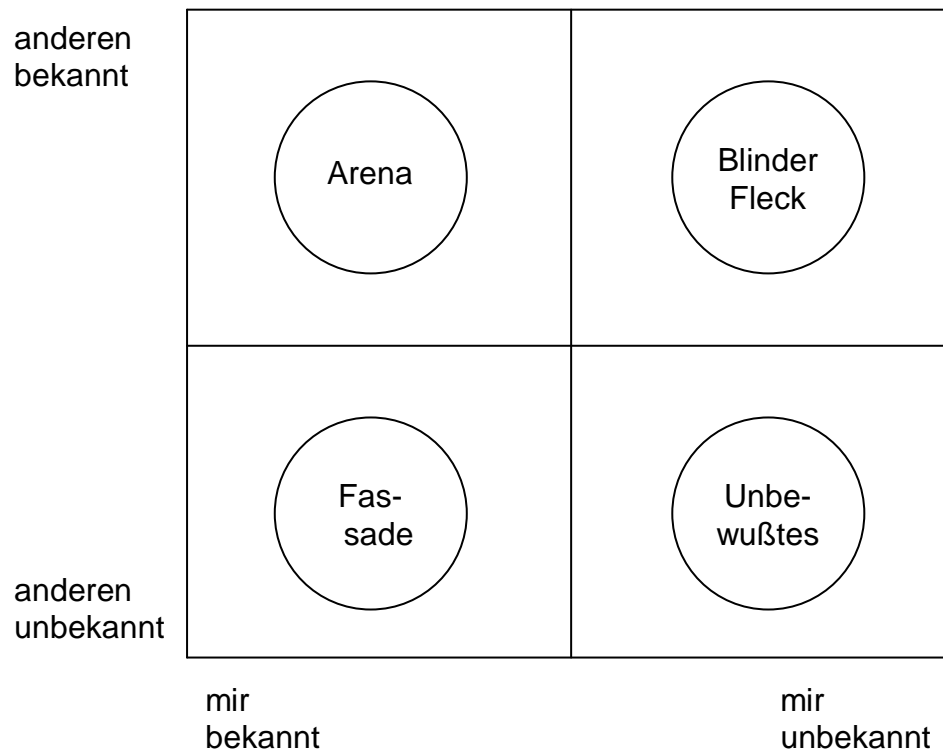 anderen
bekannt
Arena
Blinder
Fleck
Fas-
sade
Unbe-
wußtes
anderen
unbekannt
mir
bekannt
mir
unbekannt